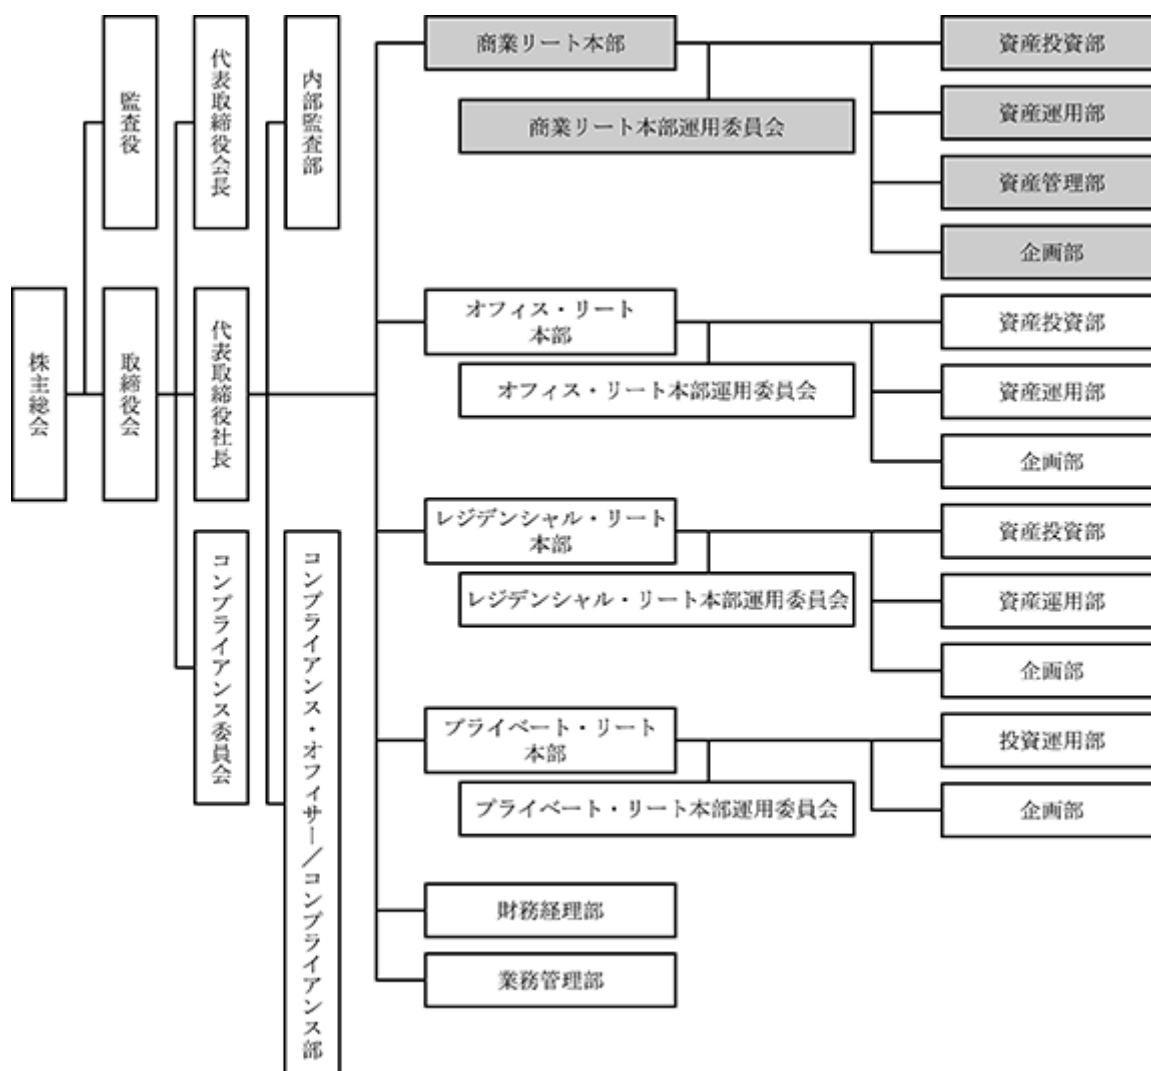 株主総会
監査役
取締役会
代表取締役会長
代表取締役社長
コンプライアンス委員会
内部監査部
コンプライアンス・オフィサー／コンプライアンス部
商業リート本部
商業リート本部運用委員会
資産投資部
資産運用部
資産管理部
企画部
オフィス・リート
本部
オフィス・リート本部運用委員会
資産投資部
資産運用部
企画部
レジデンシャル・リート
本部
レジデンシャル・リート本部運用委員会
資産投資部
資産運用部
企画部
プライベート・リート
本部
プライベート・リート本部運用委員会
投資運用部
企画部
財務経理部
業務管理部